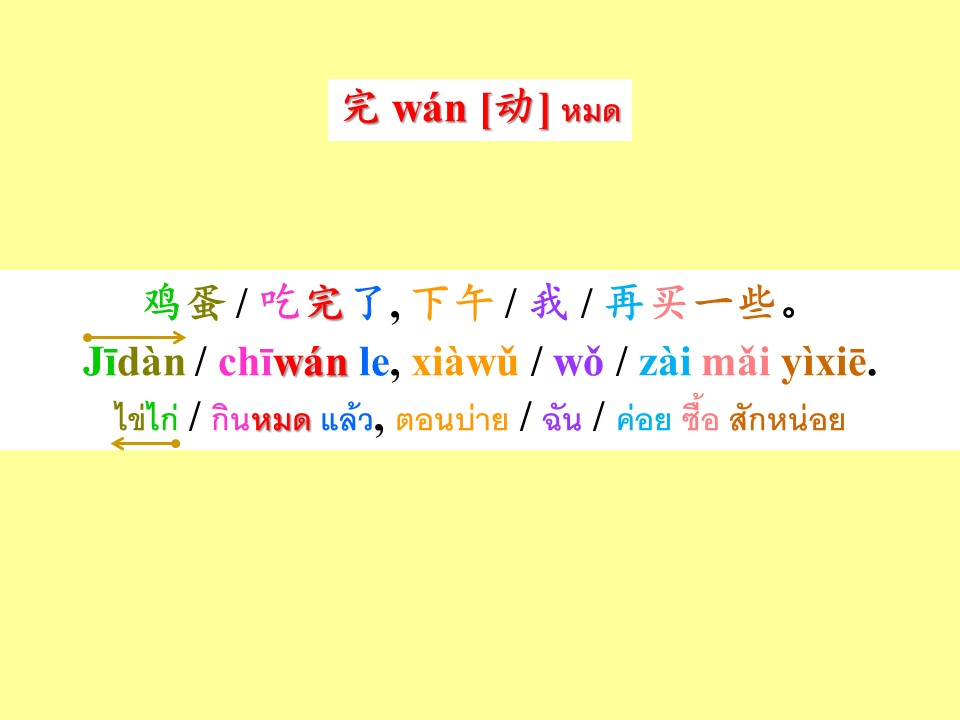 完 wán [动] หมด
鸡蛋 / 吃完了, 下午 / 我 / 再买一些。
Jīdàn / chīwán le, xiàwǔ / wǒ / zài mǎi yìxiē.
ไข่ไก่ / กินหมด แล้ว, ตอนบ่าย / ฉัน / ค่อย ซื้อ สักหน่อย